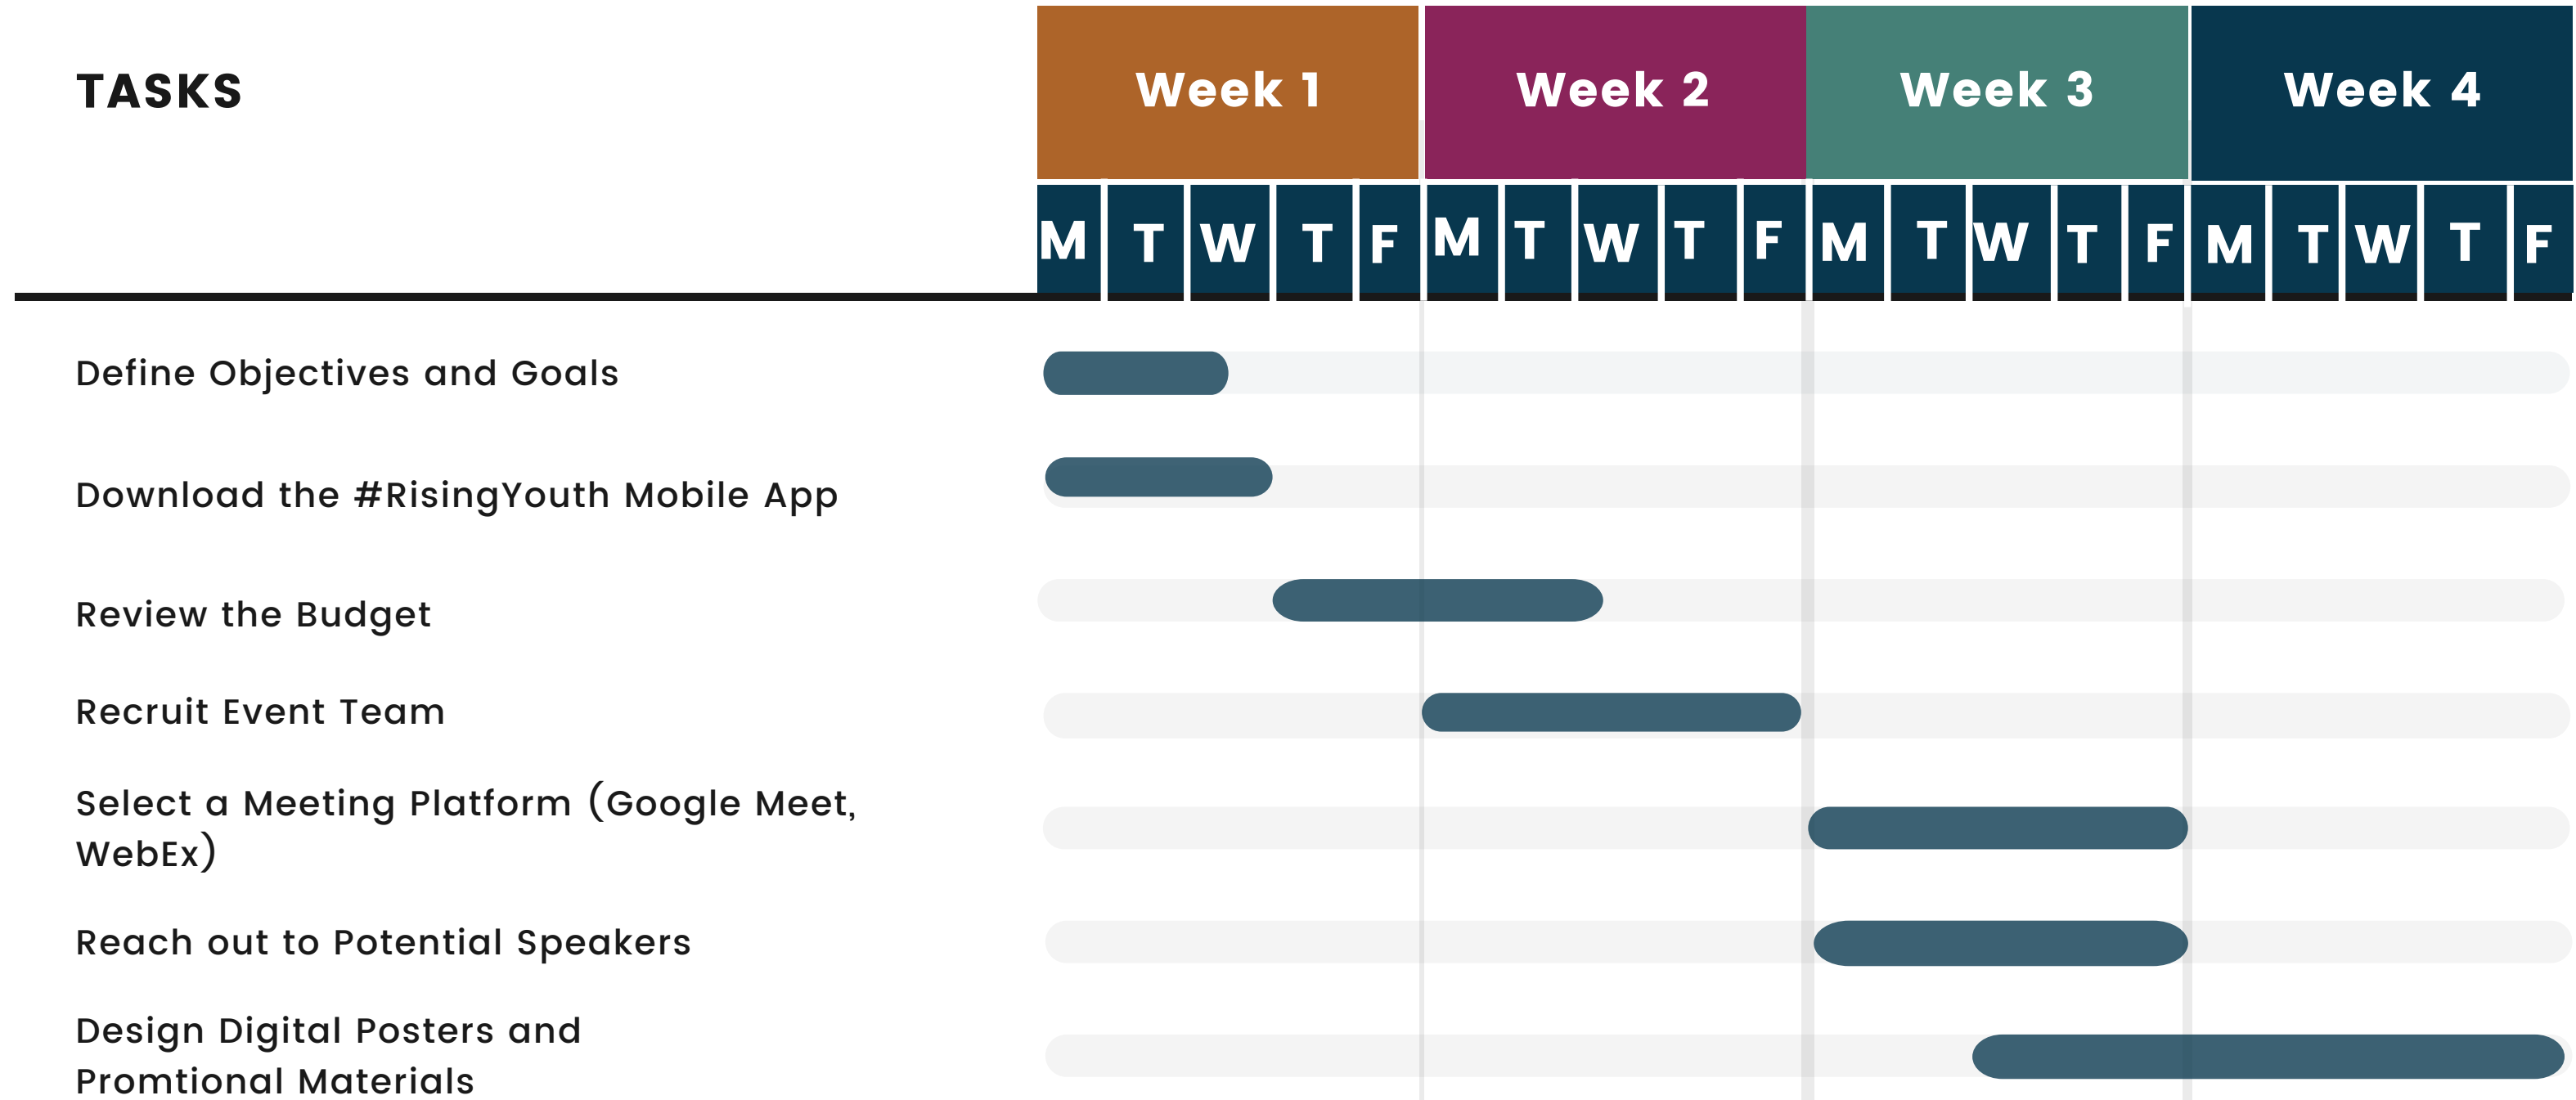 TASKS
Week 1 Week 2 Week 3 Week 4
M T W T F M T W T F M T W T F M T W T F
Define Objectives and Goals
Download the #RisingYouth Mobile App
Review the Budget
Recruit Event Team
Select a Meeting Platform (Google Meet,
WebEx)
Reach out to Potential Speakers
Design Digital Posters and
Promtional Materials